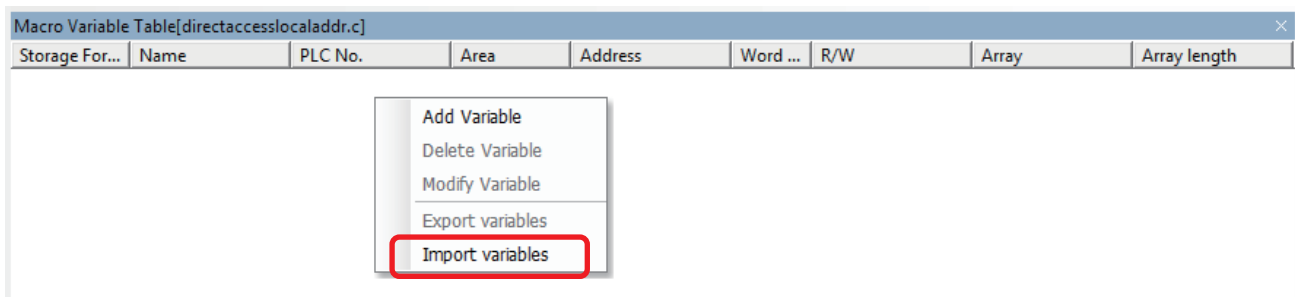 Macro Variable Table[directaccesslocaladdr.c]
Storage For... Name PLC No. Area Address Word ... R/W Array Array length
Add Variable
Delete Variable
Modify Variable
Export variables
Import variables